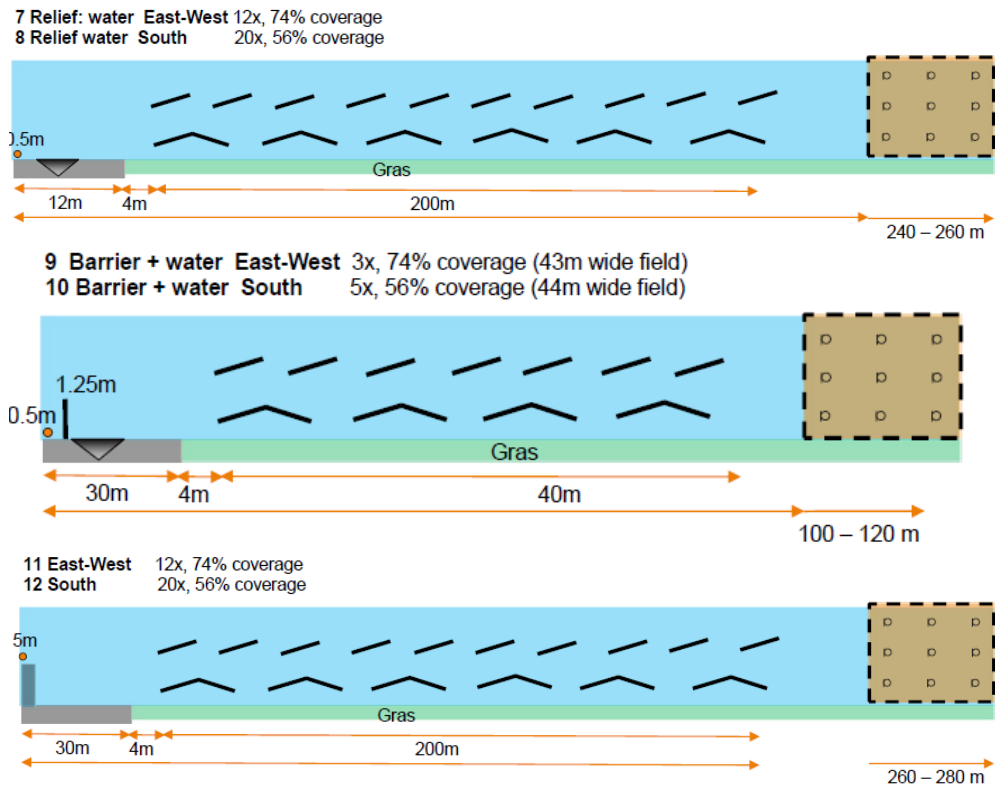 7 Relief: water East-West 12x, 74% coverage
8 Relief water South 20x, 56% coverage
0.5m
Gras
12m 4m 200m
240 – 260 m
9 Barrier + water East-West 3x, 74% coverage (43m wide field)
10 Barrier + water South 5x, 56% coverage (44m wide field)
1.25m
0.5m
Gras
30m 4m 40m
100 – 120 m
11 East-West 12x, 74% coverage
12 South 20x, 56% coverage
5m
Gras
30m 4m 200m
260 – 280 m